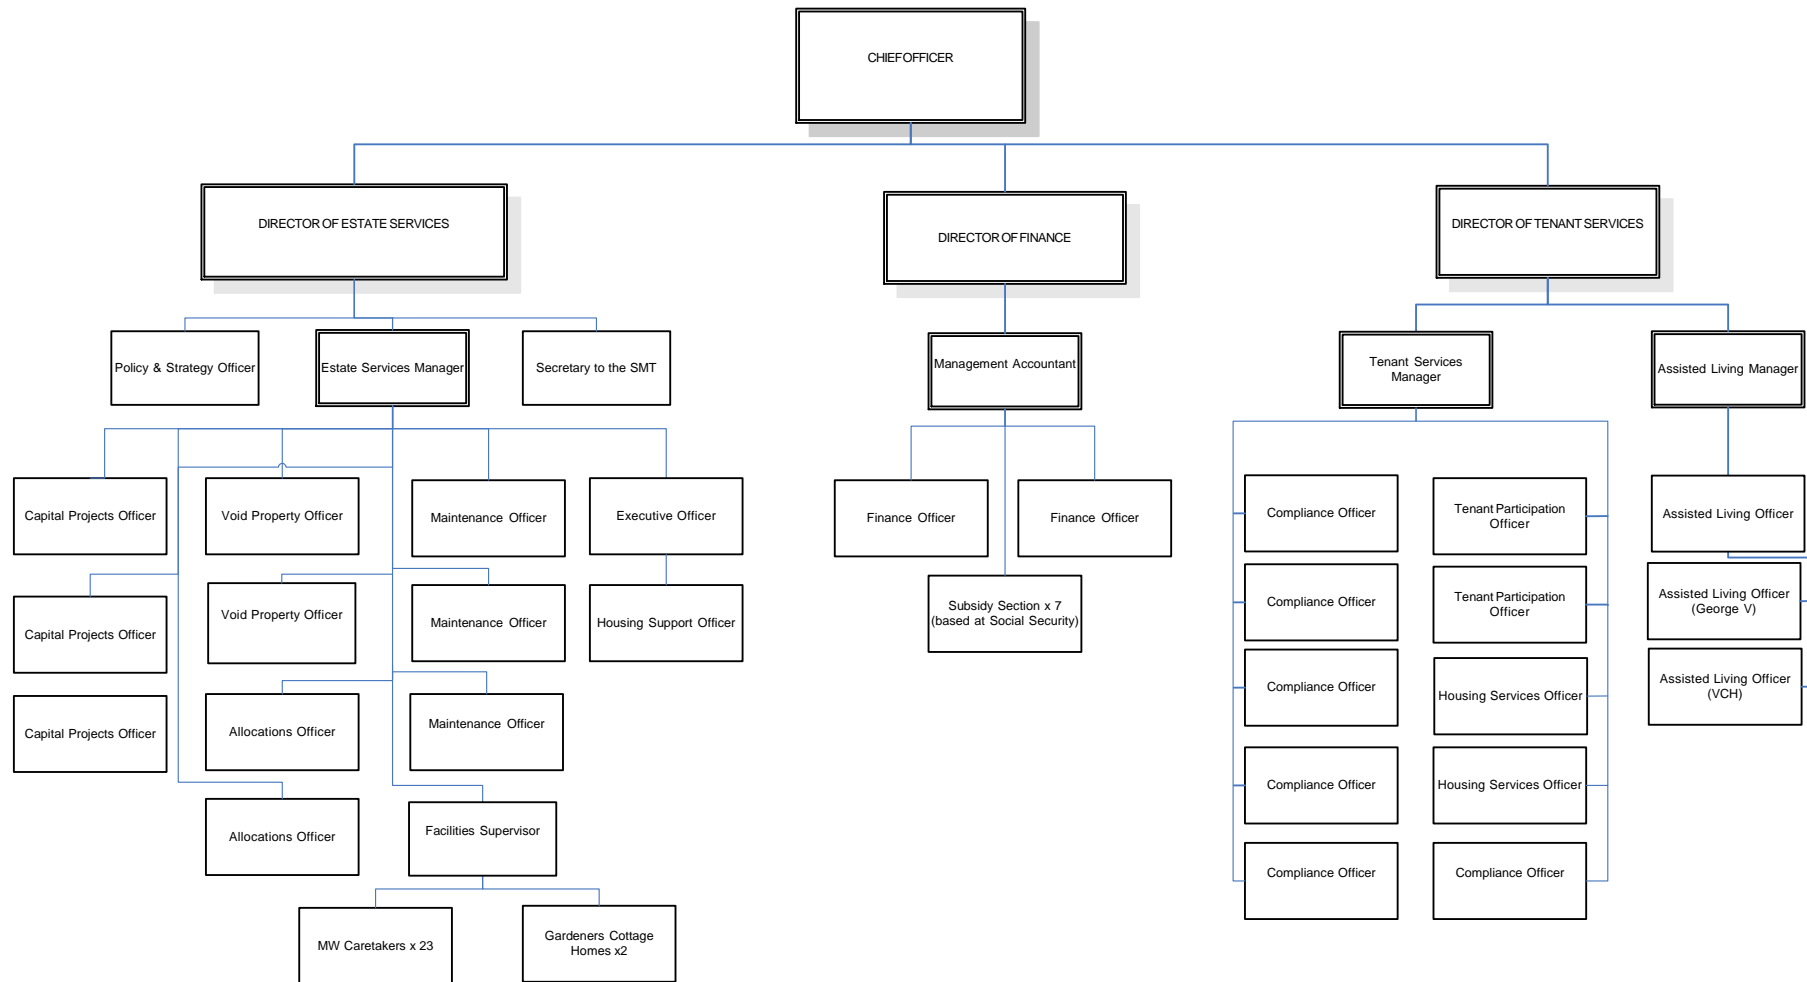 CHIEF OFFICER
DIRECTOR OF ESTATE SERVICES
DIRECTOR OF FINANCE
DIRECTOR OF TENANT SERVICES
Policy & Strategy Officer
Estate Services Manager
Secretary to the SMT
Management Accountant
Tenant Services
Manager
Assisted Living Manager
Capital Projects Officer
Void Property Officer
Maintenance Officer
Executive Officer
Finance Officer
Finance Officer
Compliance Officer
Tenant Participation
Officer
Assisted Living Officer
Capital Projects Officer
Void Property Officer
Maintenance Officer
Housing Support Officer
Subsidy Section x 7
(based at Social Security)
Compliance Officer
Tenant Participation
Officer
Assisted Living Officer
(George V)
Capital Projects Officer
Allocations Officer
Maintenance Officer
Compliance Officer
Housing Services Officer
Assisted Living Officer
(VCH)
Allocations Officer
Facilities Supervisor
Compliance Officer
Housing Services Officer
Compliance Officer
Compliance Officer
MW Caretakers x 23
Gardeners Cottage
Homes x2